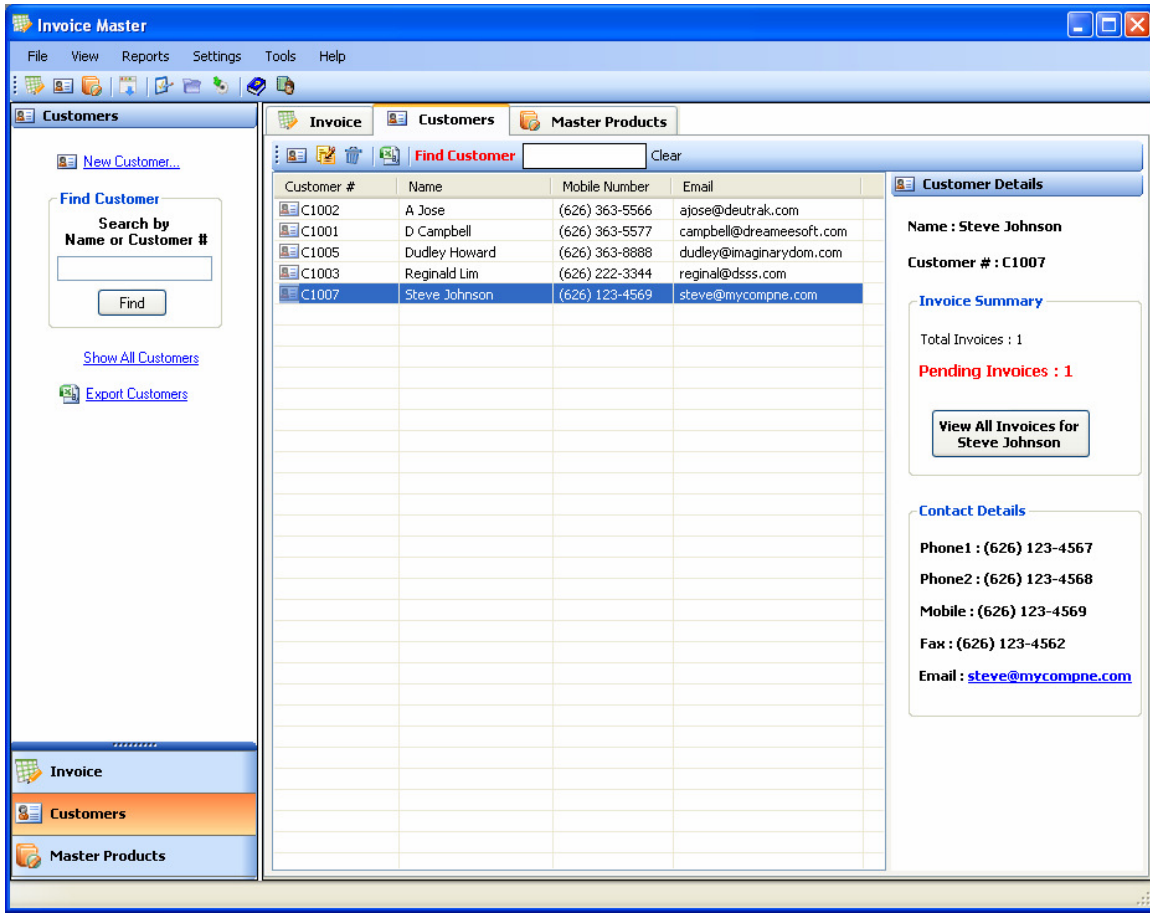 Invoice Master
File View Reports Settings Tools Help
Customers
New Customer...
Find Customer
Search by
Name or Customer #
Find
Show All Customers
Export Customers
Invoice
Customers
Master Products
Invoice Customers Master Products
Find Customer Clear
Customer # Name Mobile Number Email
C1002 A Jose (626) 363-5566 ajose@deutrak.com
C1001 D Campbell (626) 363-5577 campbell@dreameesoft.com
C1005 Dudley Howard (626) 363-8888 dudley@imaginarydom.com
C1003 Reginald Lim (626) 222-3344 reginal@dsss.com
C1007 Steve Johnson (626) 123-4569 steve@mycompne.com
Customer Details
Name : Steve Johnson
Customer # : C1007
Invoice Summary
Total Invoices : 1
Pending Invoices : 1
View All Invoices for
Steve Johnson
Contact Details
Phone1 : (626) 123-4567
Phone2 : (626) 123-4568
Mobile : (626) 123-4569
Fax : (626) 123-4562
Email : steve@mycompne.com